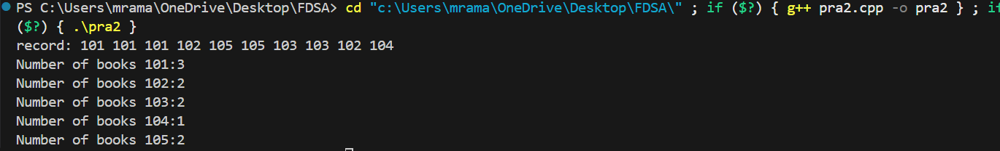 PS C:\Users\mrama\OneDrive\Desktop\FDSA> cd "c:\Users\mrama\OneDrive\Desktop\FDSA\" ; if ($?) { g++ pra2.cpp -o pra2 } ; if
($?) { .\pra2 }
record: 101 101 101 102 105 105 103 103 102 104
Number of books 101:3
Number of books 102:2
Number of books 103:2
Number of books 104:1
Number of books 105:2